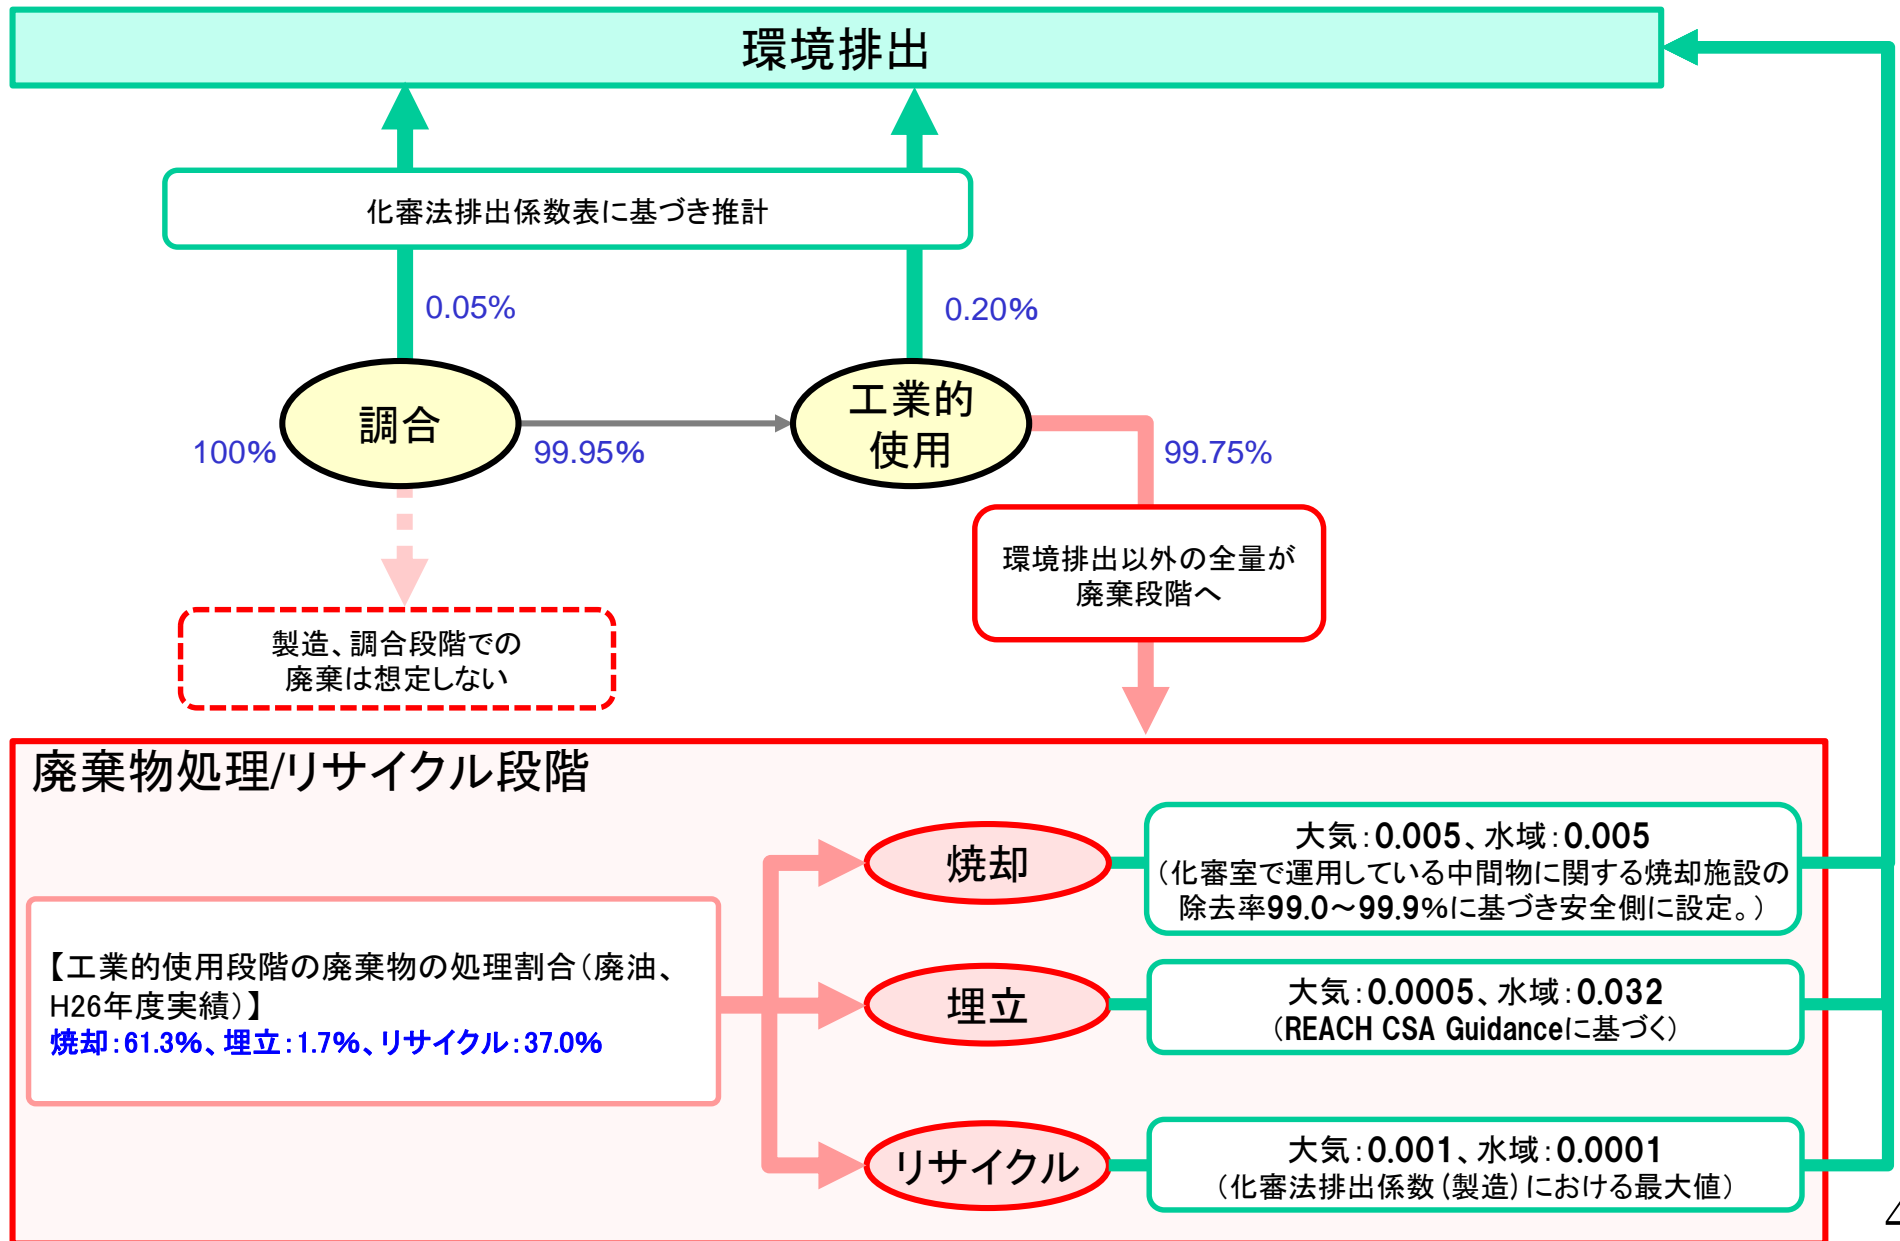 環境排出
化審法排出係数表に基づき推計
0.05%
0.20%
調合
工業的
使用
100%
99.95%
99.75%
環境排出以外の全量が
廃棄段階へ
製造、調合段階での
廃棄は想定しない
廃棄物処理/リサイクル段階
焼却
大気:0.005、水域:0.005
(化審室で運用している中間物に関する焼却施設の
除去率99.0～99.9%に基づき安全側に設定。)
【工業的使用段階の廃棄物の処理割合(廃油、
H26年度実績)】
焼却:61.3%、埋立:1.7%、リサイクル:37.0%
埋立
大気:0.0005、水域:0.032
(REACH CSA Guidanceに基づく)
リサイクル
大気:0.001、水域:0.0001
(化審法排出係数(製造)における最大値)